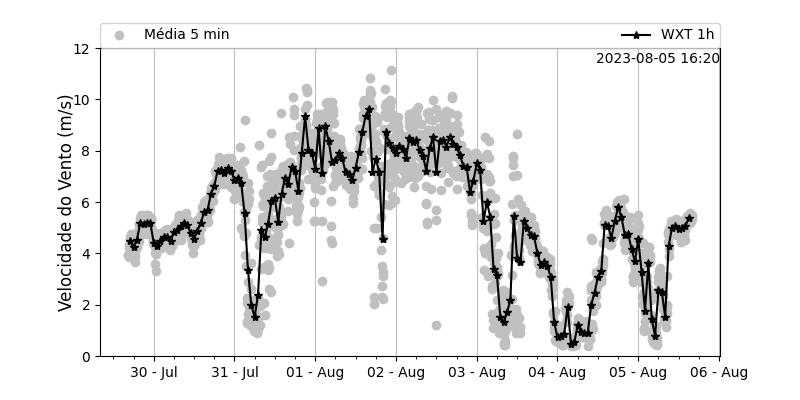 Média 5 min
WXT 1h
2023-08-05 16:20
Velocidade do Vento (m/s)
12
10
8
6
4
2
0
30 - Jul
31 - Jul
01 - Aug
02 - Aug
03 - Aug
04 - Aug
05 - Aug
06 - Aug